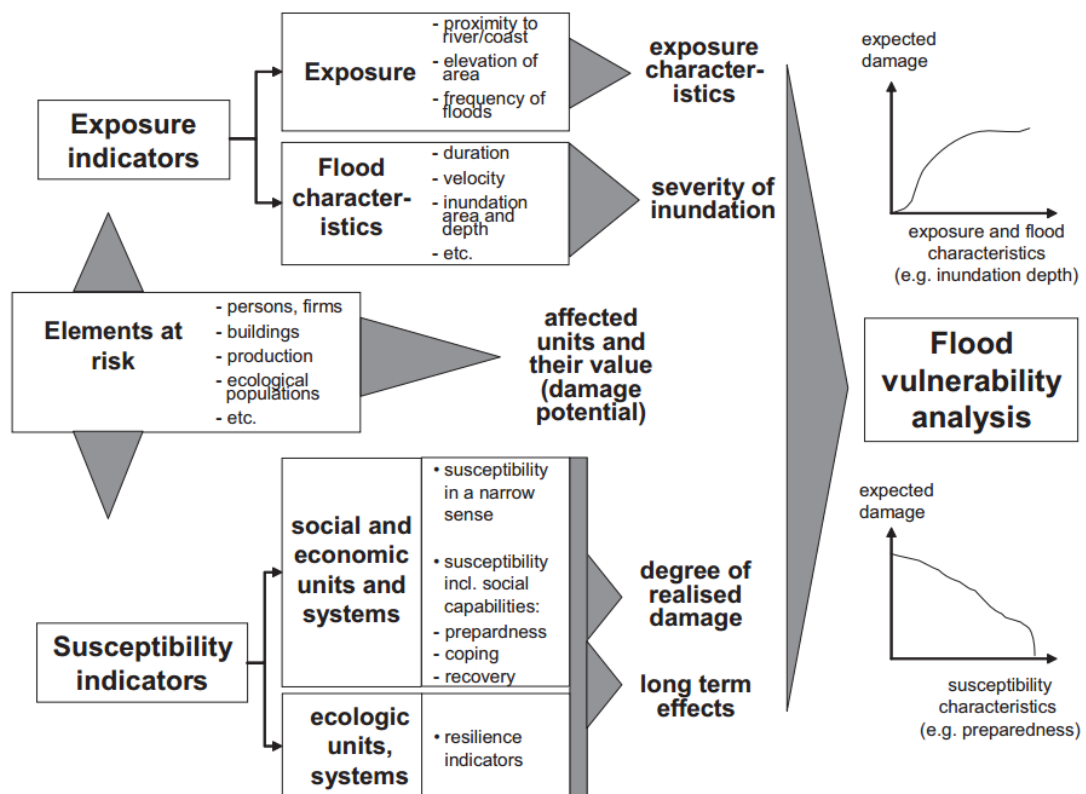 Exposure
indicators
Exposure
- proximity to
river/coast
- elevation of
area
- frequency of
floods
exposure
character-
istics
Flood
character-
istics
- duration
- velocity
- inundation
area and
depth
- etc.
severity of
inundation
Elements at
risk
- persons, firms
- buildings
- production
- ecological
populations
- etc.
affected
units and
their value
(damage
potential)
Susceptibility
indicators
social and
economic
units and
systems
• susceptibility
in a narrow
sense
• susceptibility
incl. social
capabilities:
- prepardness
- coping
- recovery
ecologic
units,
systems
• resilience
indicators
degree of
realised
damage
long term
effects
expected
damage
exposure and flood
characteristics
(e.g. inundation depth)
Flood
vulnerability
analysis
expected
damage
susceptibility
characteristics
(e.g. preparedness)